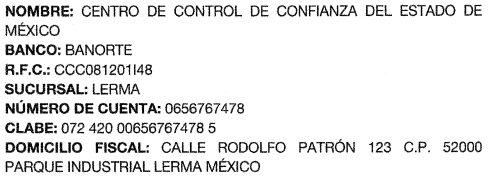 NOMBRE: CENTRO DE CONTROL DE CONFIANZA DEL ESTADO DE
MÉXICO
BANCO: BANORTE
R.F.C.: CCC081201I48
SUCURSAL: LERMA
NÚMERO DE CUENTA: 0656767478
CLABE: 072 420 00656767478 5
DOMICILIO FISCAL: CALLE RODOLFO PATRÓN 123 C.P. 52000
PARQUE INDUSTRIAL LERMA MÉXICO